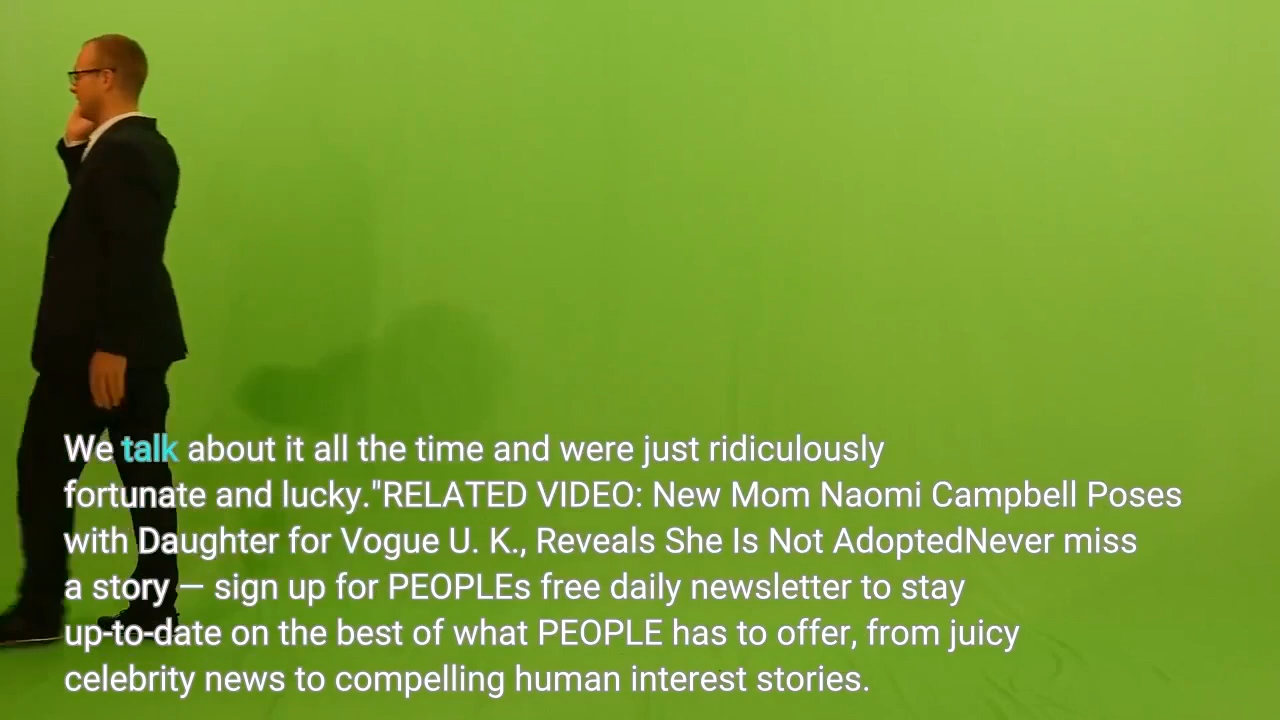 We talk about it all the time and were just ridiculously
fortunate and lucky."RELATED VIDEO: New Mom Naomi Campbell Poses
with Daughter for Vogue U. K., Reveals She Is Not AdoptedNever miss
a story — sign up for PEOPLEs free daily newsletter to stay
up-to-date on the best of what PEOPLE has to offer, from juicy
celebrity news to compelling human interest stories.